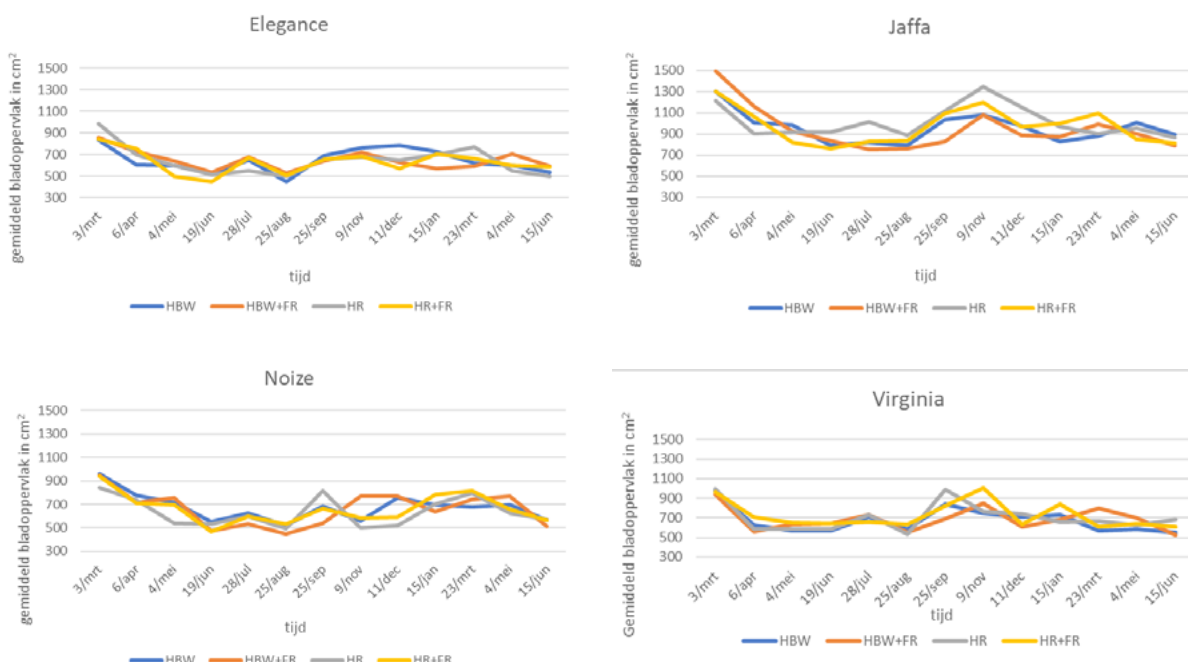 Elegance
gemiddeld bladoppervlak in cm²
1500
1300
1100
900
700
500
300
3/mrt
6/apr
4/mei
19/jun
28/jul
25/aug
25/sep
9/nov
11/dec
15/jan
23/mrt
4/mei
15/jun
tijd
HBW HBW+FR HR HR+FR
Jaffa
gemiddeld bladoppervlak in cm²
1500
1300
1100
900
700
500
300
3/mrt
6/apr
4/mei
19/jun
28/jul
25/aug
25/sep
9/nov
11/dec
15/jan
23/mrt
4/mei
15/jun
tijd
HBW HBW+FR HR HR+FR
Noize
gemiddeld bladoppervlak in cm²
1500
1300
1100
900
700
500
300
3/mrt
6/apr
4/mei
19/jun
28/jul
25/aug
25/sep
9/nov
11/dec
15/jan
23/mrt
4/mei
15/jun
tijd
HBW HBW+FR HR HR+FR
Virginia
Gemiddeld bladoppervlak in cm²
1500
1300
1100
900
700
500
300
3/mrt
6/apr
4/mei
19/jun
28/jul
25/aug
25/sep
9/nov
11/dec
15/jan
23/mrt
4/mei
15/jun
tijd
HBW HBW+FR HR HR+FR